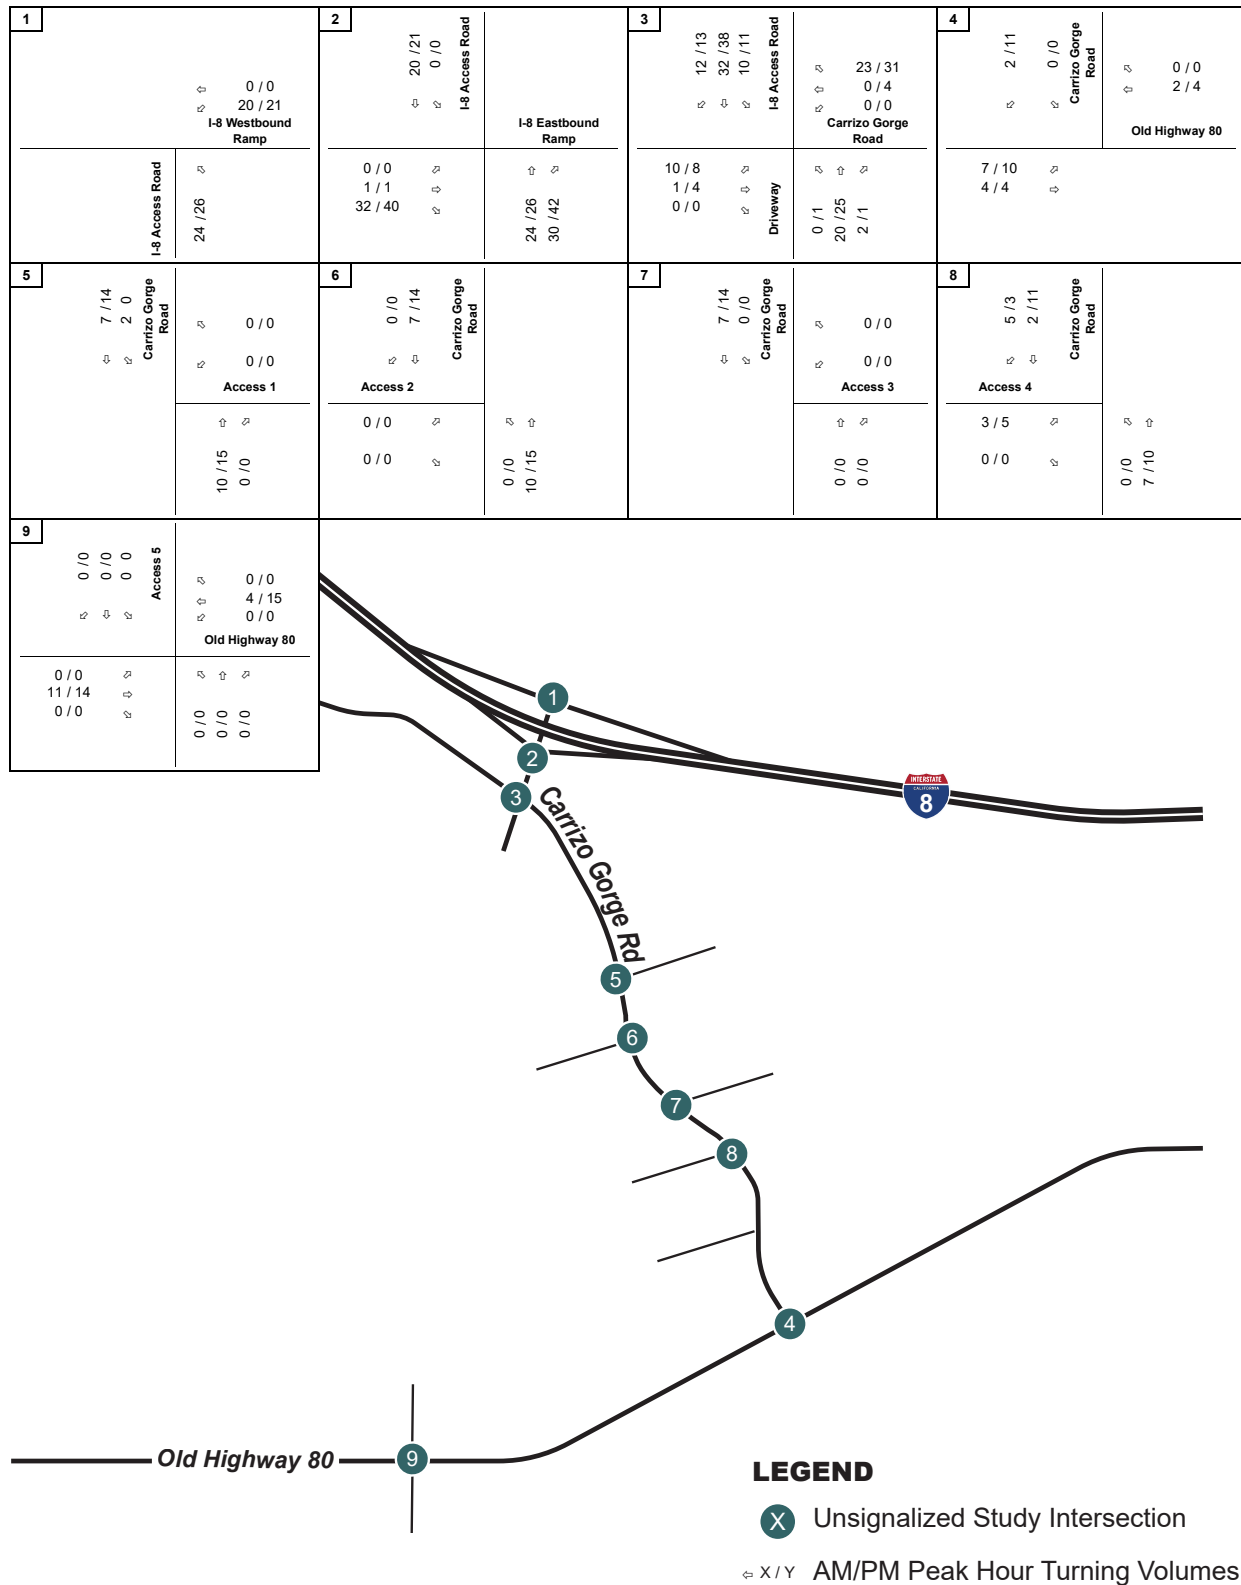 1
0 / 0
20 / 21
I-8 Westbound
Ramp
I-8 Access Road
24 / 26
2
20 / 21
0 / 0
I-8 Access Road
I-8 Eastbound
Ramp
0 / 0
1 / 1
32 / 40
24 / 26
30 / 42
3
12 / 13
32 / 38
10 / 11
I-8 Access Road
23 / 31
0 / 4
0 / 0
Carrizo Gorge
Road
10 / 8
1 / 4
0 / 0
Driveway
0 / 1
20 / 25
2 / 1
4
2 / 11
0 / 0
Carrizo Gorge
Road
0 / 0
2 / 4
Old Highway 80
7 / 10
4 / 4
5
7 / 14
2 0
Carrizo Gorge
Road
0 / 0
0 / 0
Access 1
10 / 15
0 / 0
6
0 / 0
7 / 14
Carrizo Gorge
Road
Access 2
0 / 0
0 / 0
0 / 0
10 / 15
7
7 / 14
0 / 0
Carrizo Gorge
Road
0 / 0
0 / 0
Access 3
0 / 0
0 / 0
8
5 / 3
2 / 11
Carrizo Gorge
Road
Access 4
3 / 5
0 / 0
0 / 0
7 / 10
9
0 / 0
0 / 0
0 0
Access 5
0 / 0
4 / 15
0 / 0
Old Highway 80
0 / 0
11 / 14
0 / 0
0 / 0
0 / 0
0 / 0
1
2
3
INTERSTATE
CALIFORNIA
8
Carrizo Gorge Rd
5
6
7
8
4
Old Highway 80
9
LEGEND
X Unsignalized Study Intersection
X / Y AM/PM Peak Hour Turning Volumes